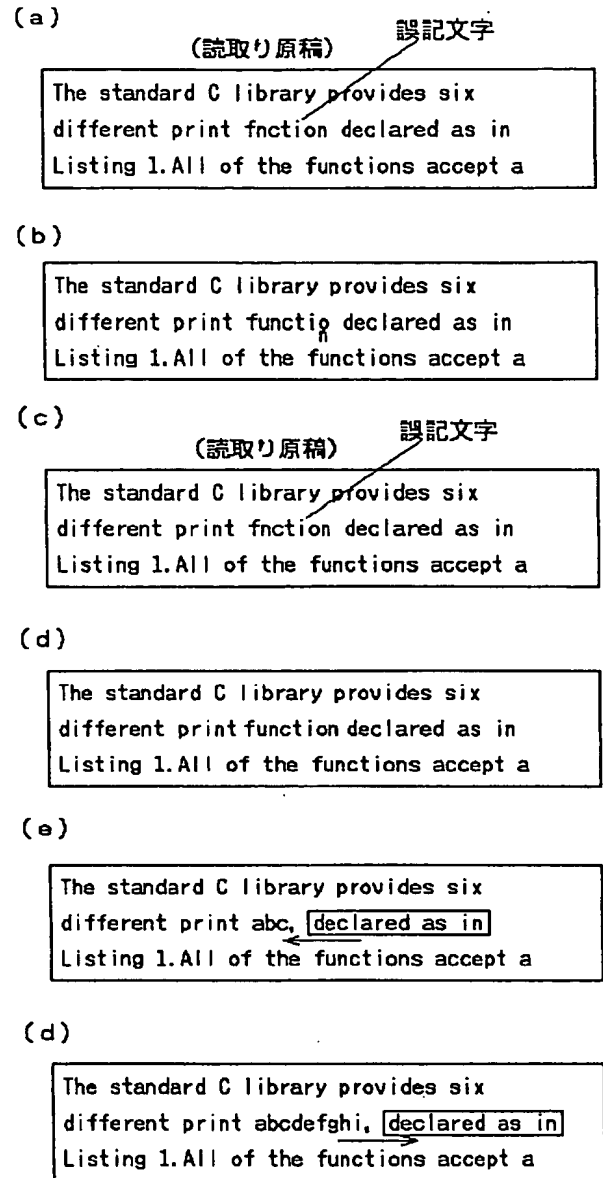 (a)
誤記文字
(読取り原稿)
The standard C library provides six
different print fnction declared as in
Listing 1.All of the functions accept a
(b)
The standard C library provides six
different print functio declared as in
n
Listing 1.All of the functions accept a
(c)
誤記文字
(読取り原稿)
The standard C library provides six
different print fnction declared as in
Listing 1.All of the functions accept a
(d)
The standard C library provides six
different print function declared as in
Listing 1.All of the functions accept a
(e)
The standard C library provides six
different print abc, declared as in
Listing 1.All of the functions accept a
(d)
The standard C library provides six
different print abcdefghi, declared as in
Listing 1.All of the functions accept a